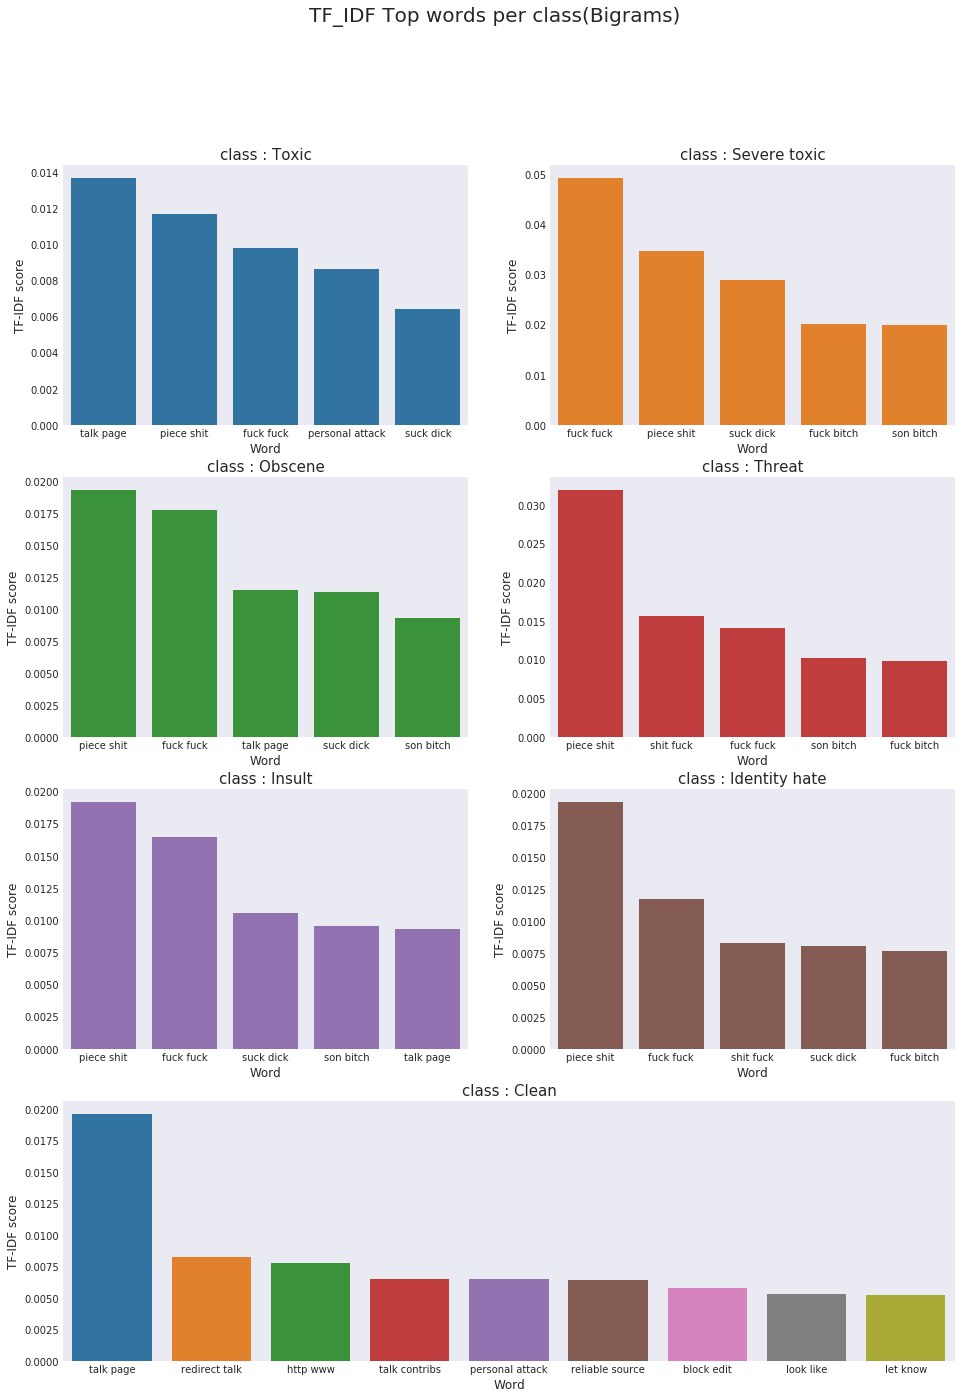 TF_IDF Top words per class(Bigrams)
class : Toxic
TF-IDF score
0.014
0.012
0.010
0.008
0.006
0.004
0.002
0.000
talk page piece shit fuck fuck personal attack suck dick
Word
class : Severe toxic
TF-IDF score
0.05
0.04
0.03
0.02
0.01
0.00
fuck fuck piece shit suck dick fuck bitch son bitch
Word
class : Obscene
TF-IDF score
0.0200
0.0175
0.0150
0.0125
0.0100
0.0075
0.0050
0.0025
0.0000
piece shit fuck fuck talk page suck dick son bitch
Word
class : Threat
TF-IDF score
0.030
0.025
0.020
0.015
0.010
0.005
0.000
piece shit shit fuck fuck fuck son bitch fuck bitch
Word
class : Insult
TF-IDF score
0.0200
0.0175
0.0150
0.0125
0.0100
0.0075
0.0050
0.0025
0.0000
piece shit fuck fuck suck dick son bitch talk page
Word
class : Identity hate
TF-IDF score
0.0200
0.0175
0.0150
0.0125
0.0100
0.0075
0.0050
0.0025
0.0000
piece shit fuck fuck shit fuck suck dick fuck bitch
Word
class : Clean
TF-IDF score
0.0200
0.0175
0.0150
0.0125
0.0100
0.0075
0.0050
0.0025
0.0000
talk page redirect talk http www talk contribs personal attack reliable source block edit look like let know
Word